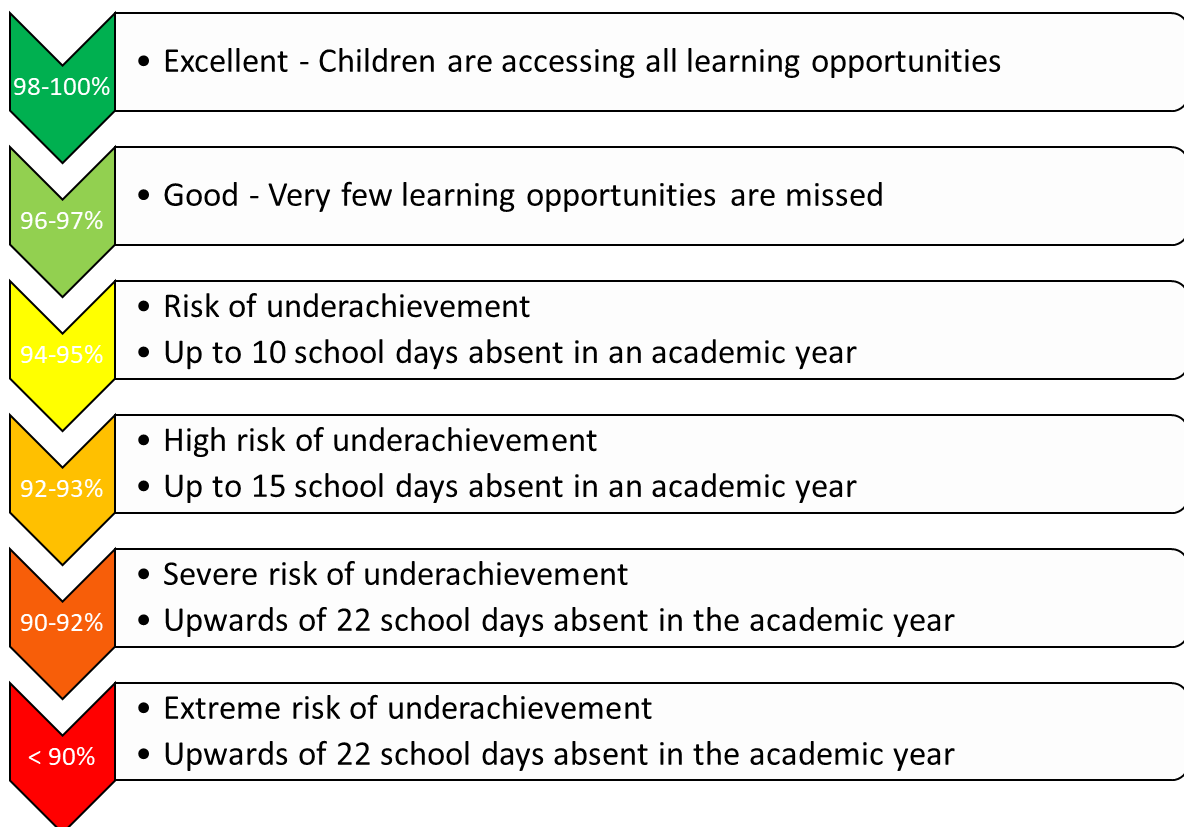 98-100%
• Excellent - Children are accessing all learning opportunities
96-97%
• Good - Very few learning opportunities are missed
94-95%
• Risk of underachievement
• Up to 10 school days absent in an academic year
92-93%
• High risk of underachievement
• Up to 15 school days absent in an academic year
90-92%
• Severe risk of underachievement
• Upwards of 22 school days absent in the academic year
< 90%
• Extreme risk of underachievement
• Upwards of 22 school days absent in the academic year